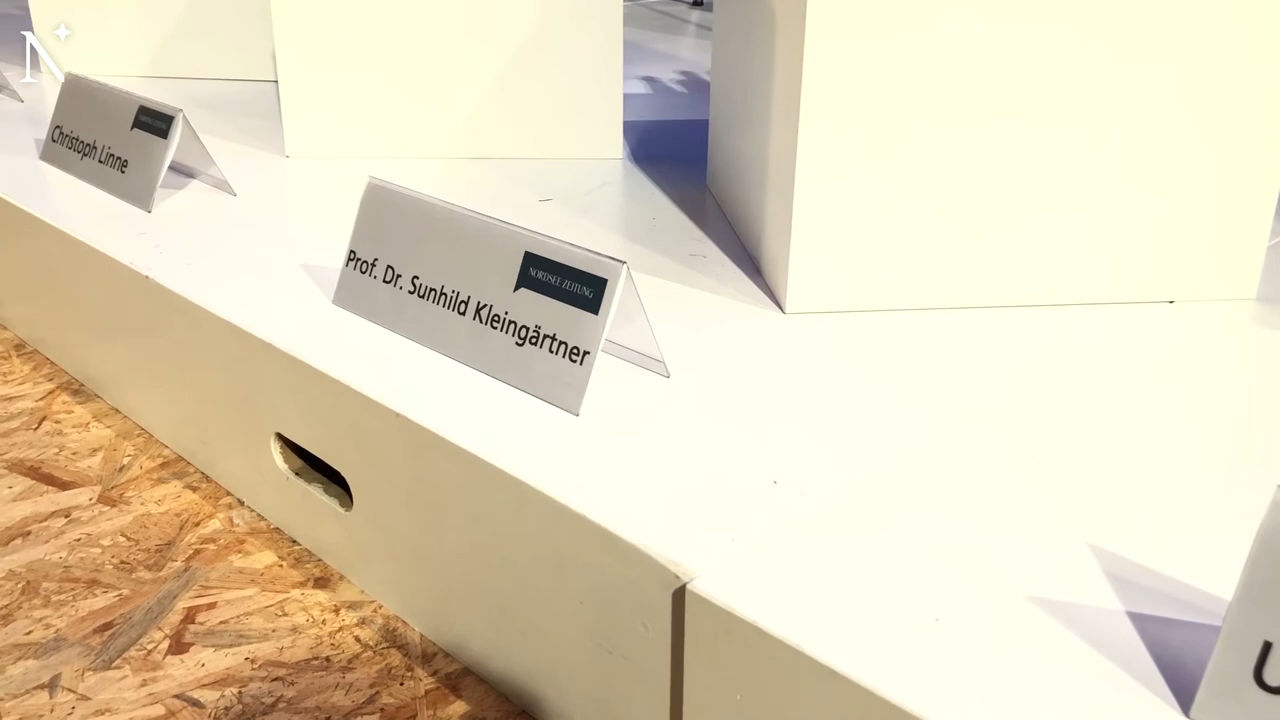 N
Christoph Linne
NORDSEE-ZEITUNG
Prof. Dr. Sunhild Kleingärtner
U